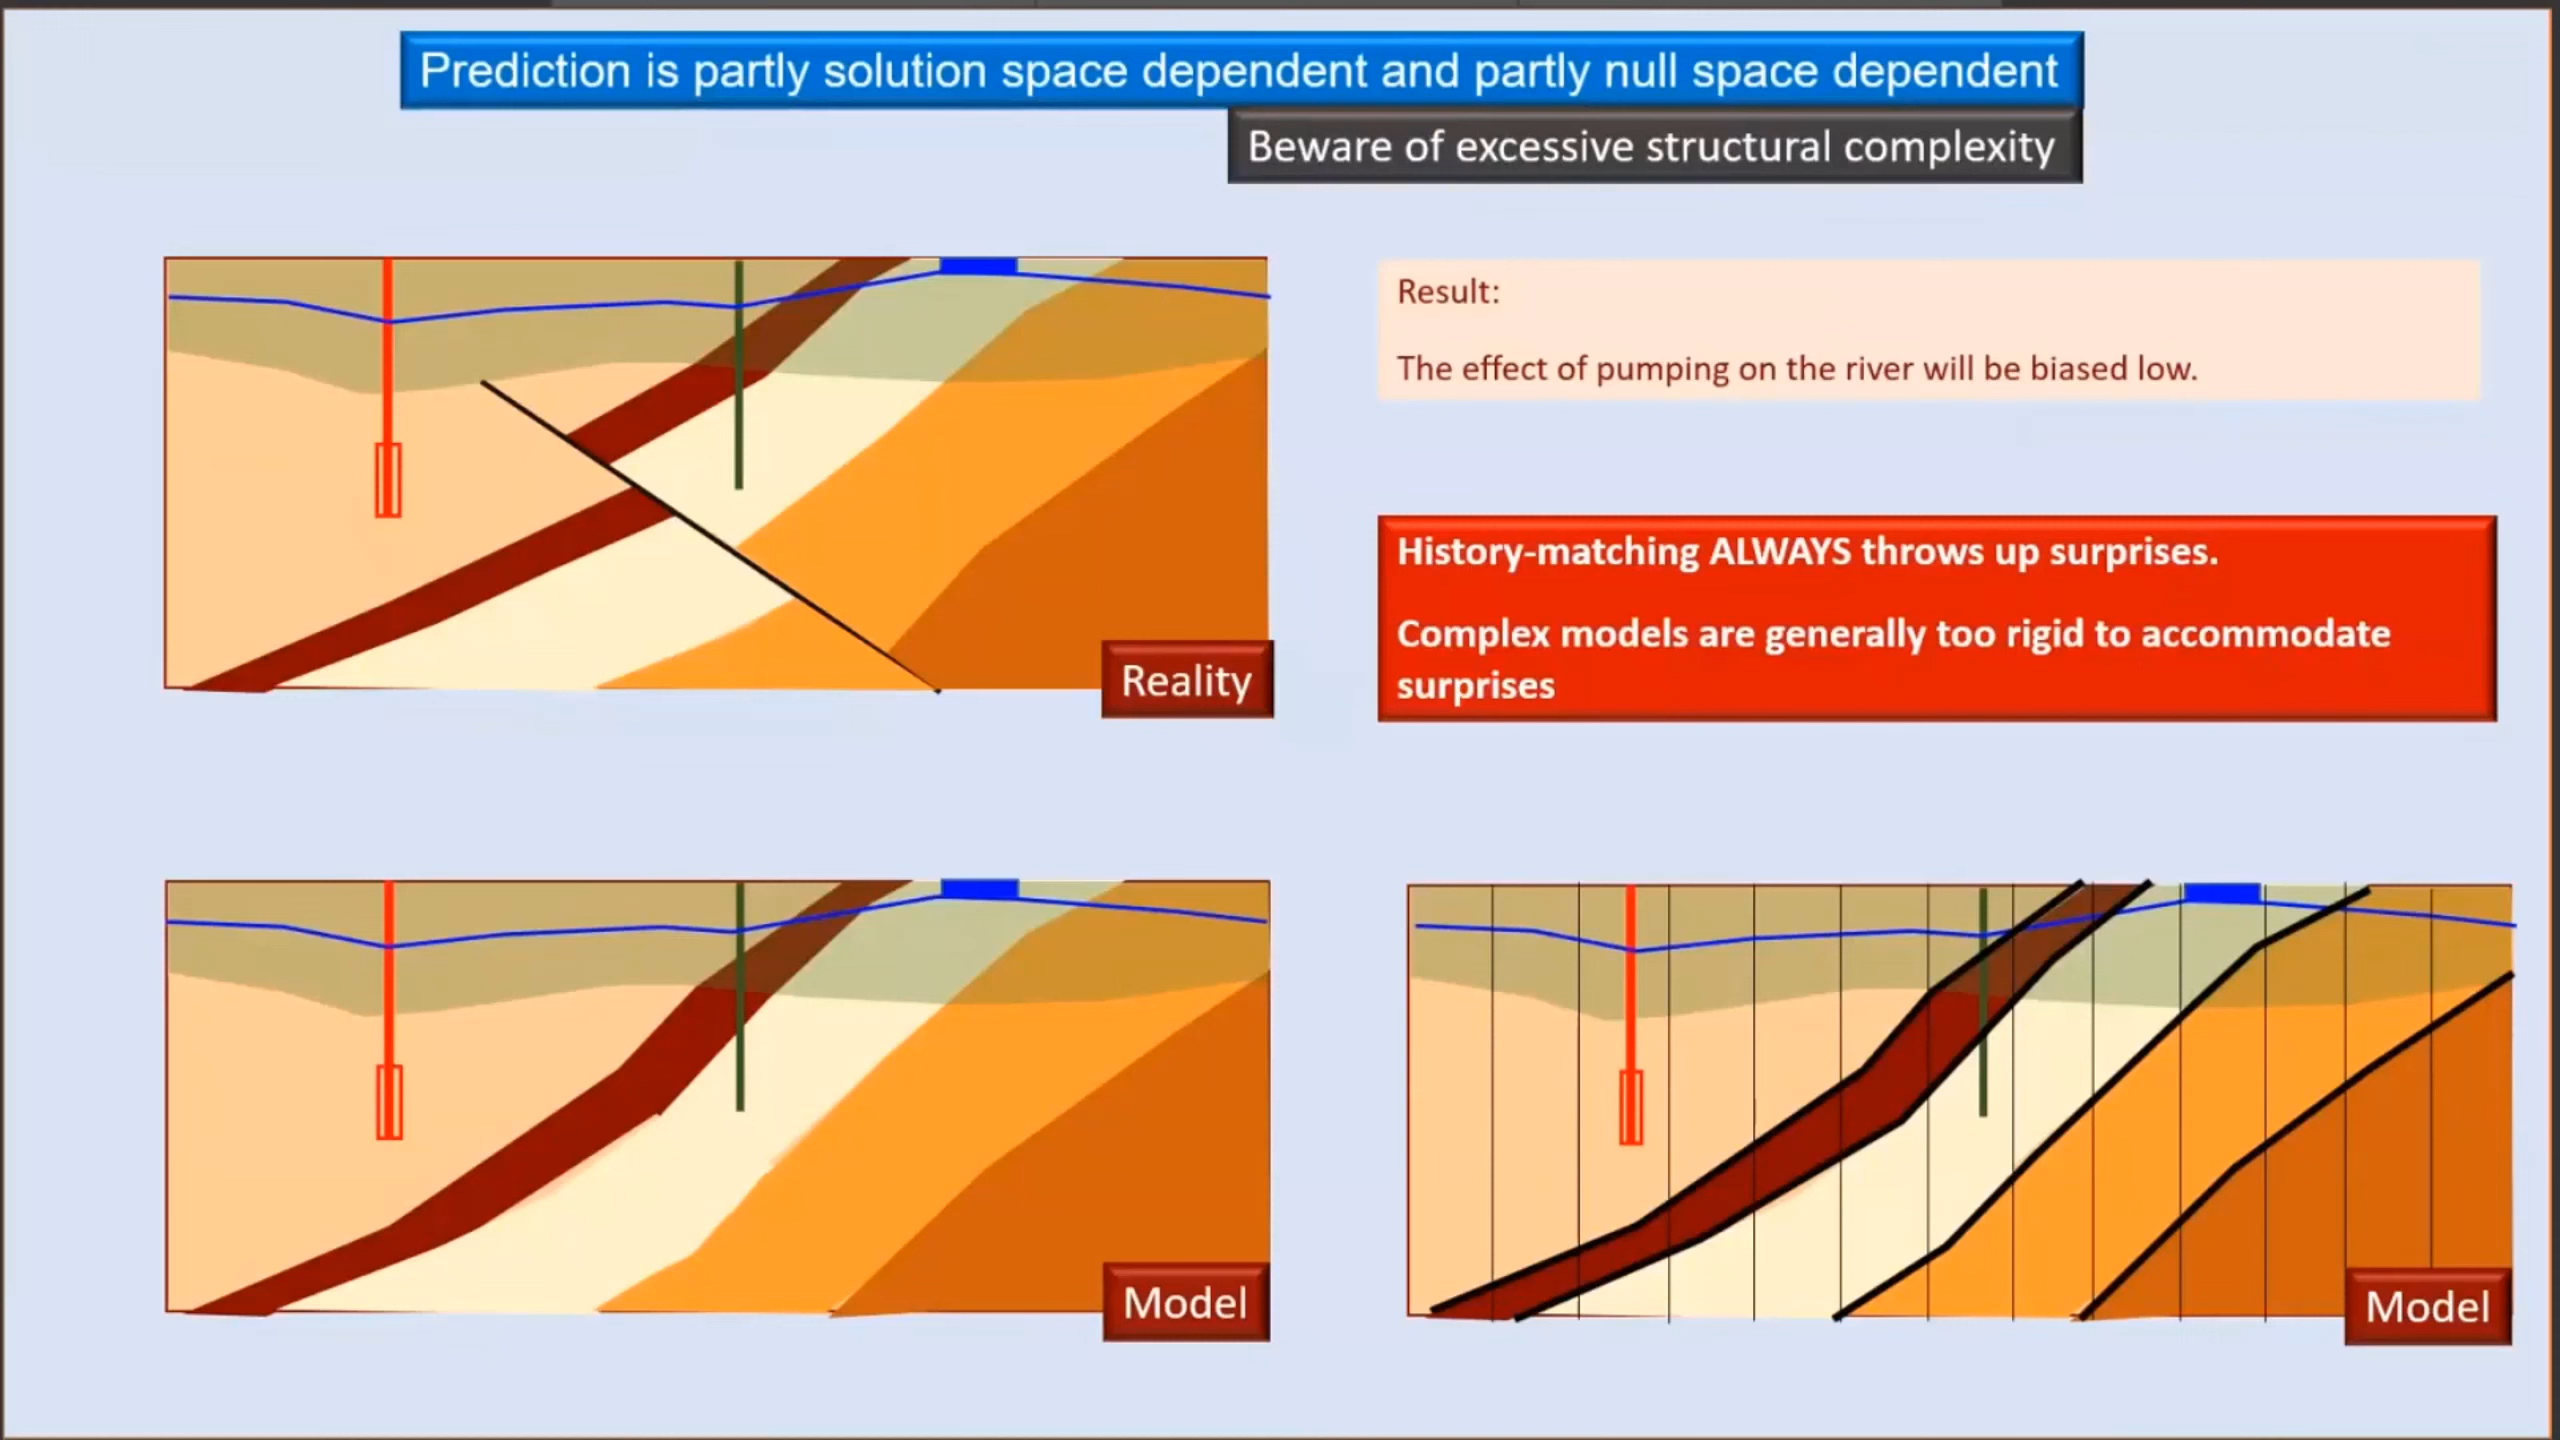 Prediction is partly solution space dependent and partly null space dependent
Beware of excessive structural complexity
Result:
The effect of pumping on the river will be biased low.
History-matching ALWAYS throws up surprises.
Complex models are generally too rigid to accommodate
surprises
Reality
Model
Model